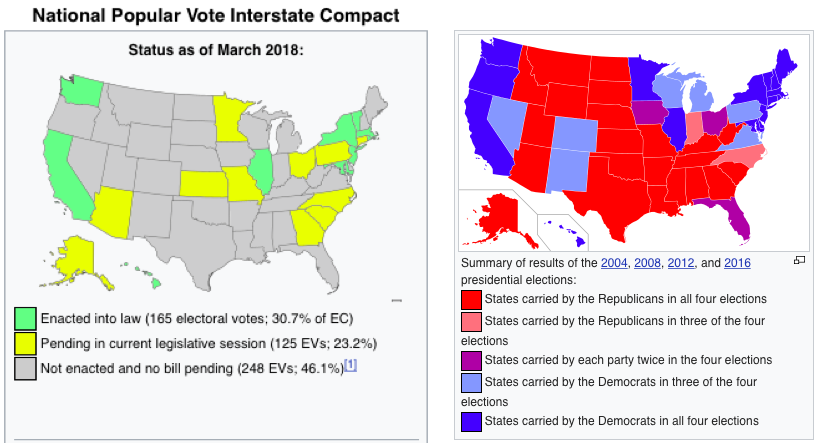 National Popular Vote Interstate Compact
Status as of March 2018:
Enacted into law (165 electoral votes; 30.7% of EC)
Pending in current legislative session (125 EVs; 23.2%)
Not enacted and no bill pending (248 EVs; 46.1%)[1]
Summary of results of the 2004, 2008, 2012, and 2016
presidential elections:
States carried by the Republicans in all four elections
States carried by the Republicans in three of the four
elections
States carried by each party twice in the four elections
States carried by the Democrats in three of the four
elections
States carried by the Democrats in all four elections